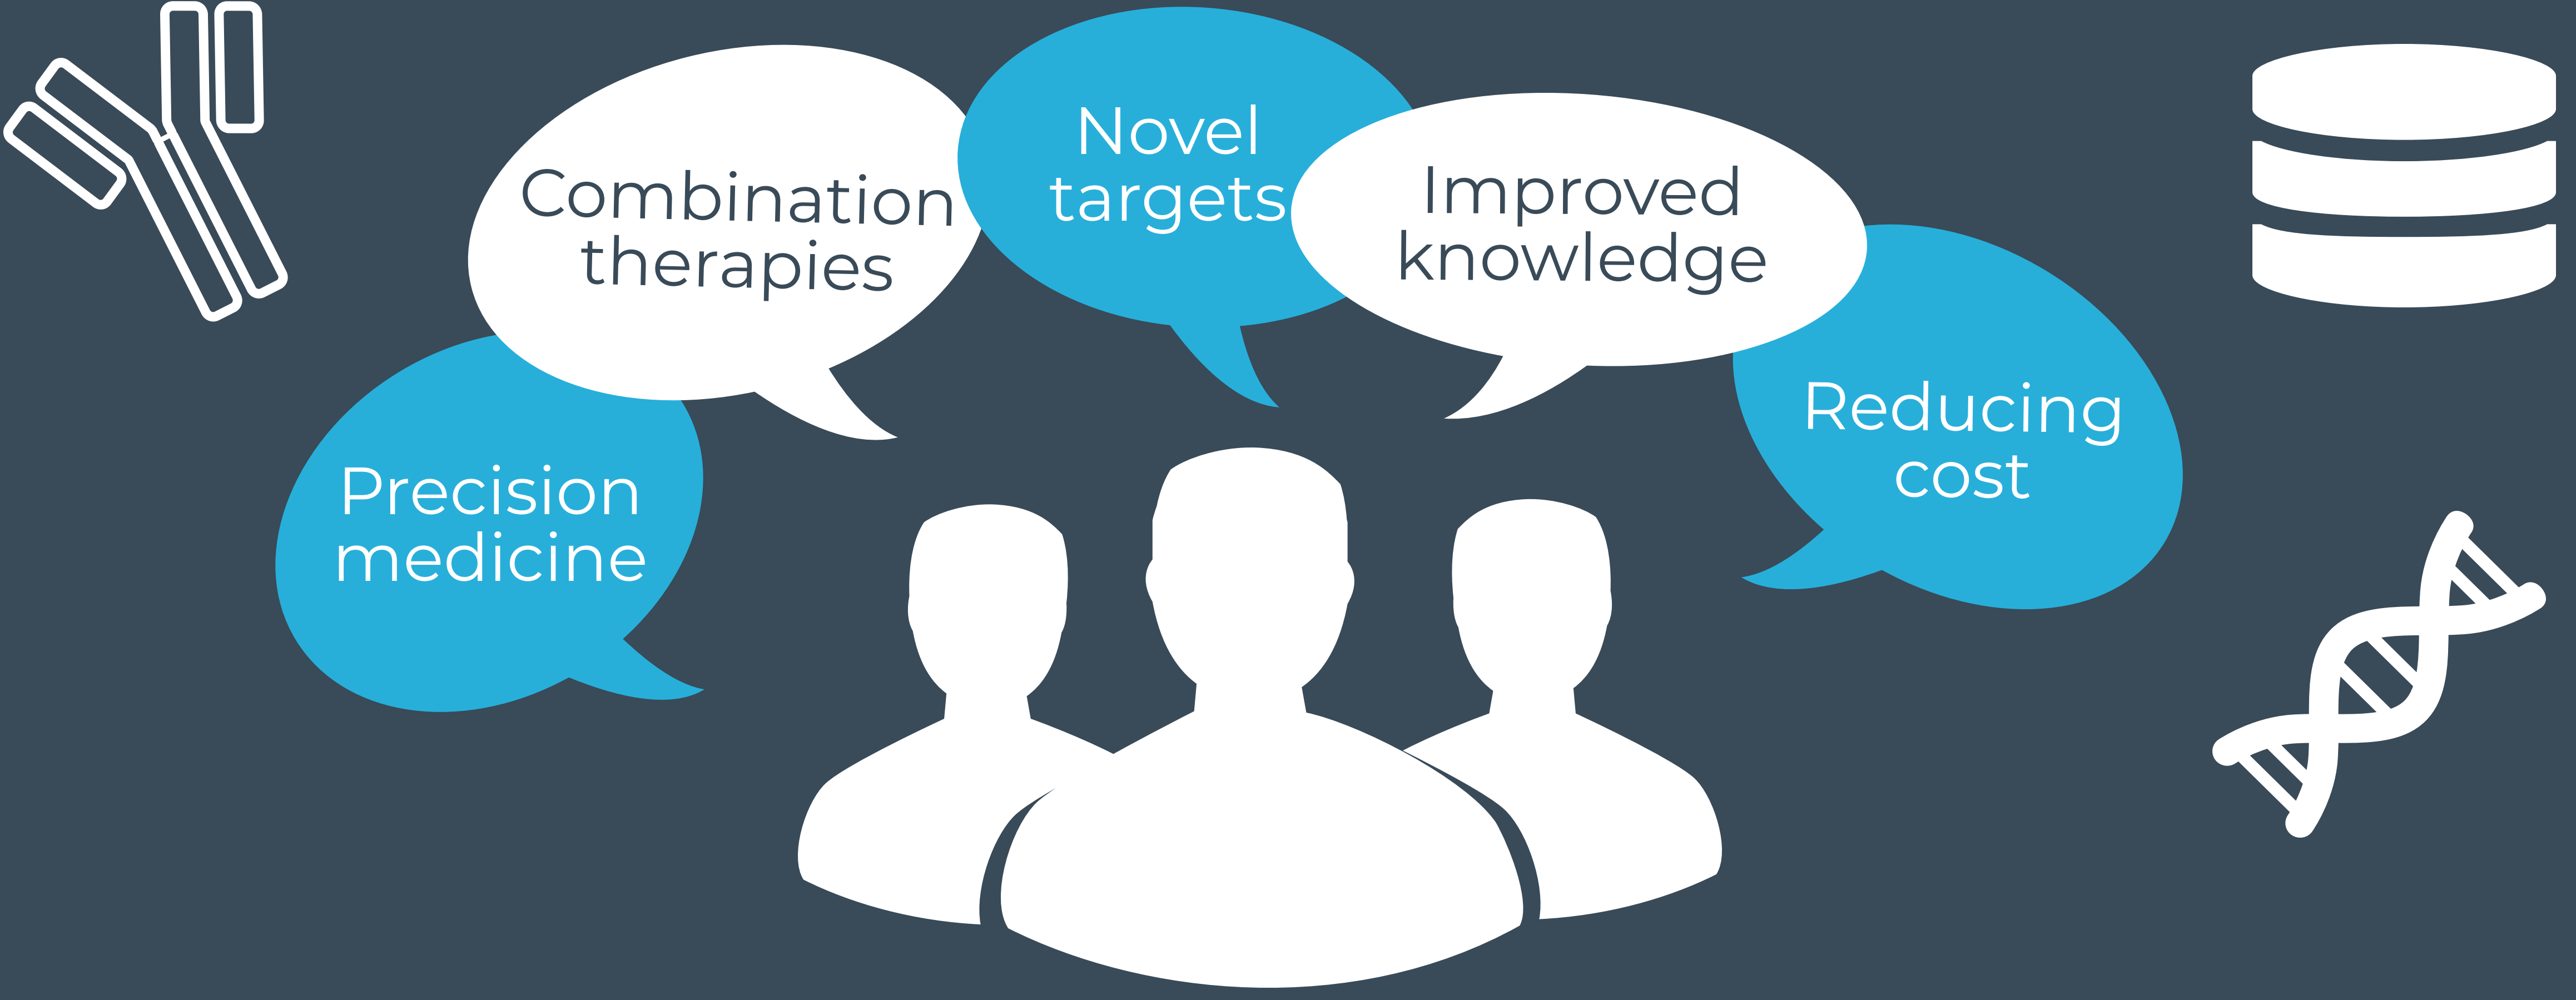 Precision
medicine
Combination
therapies
Novel
targets
Improved
knowledge
Reducing
cost